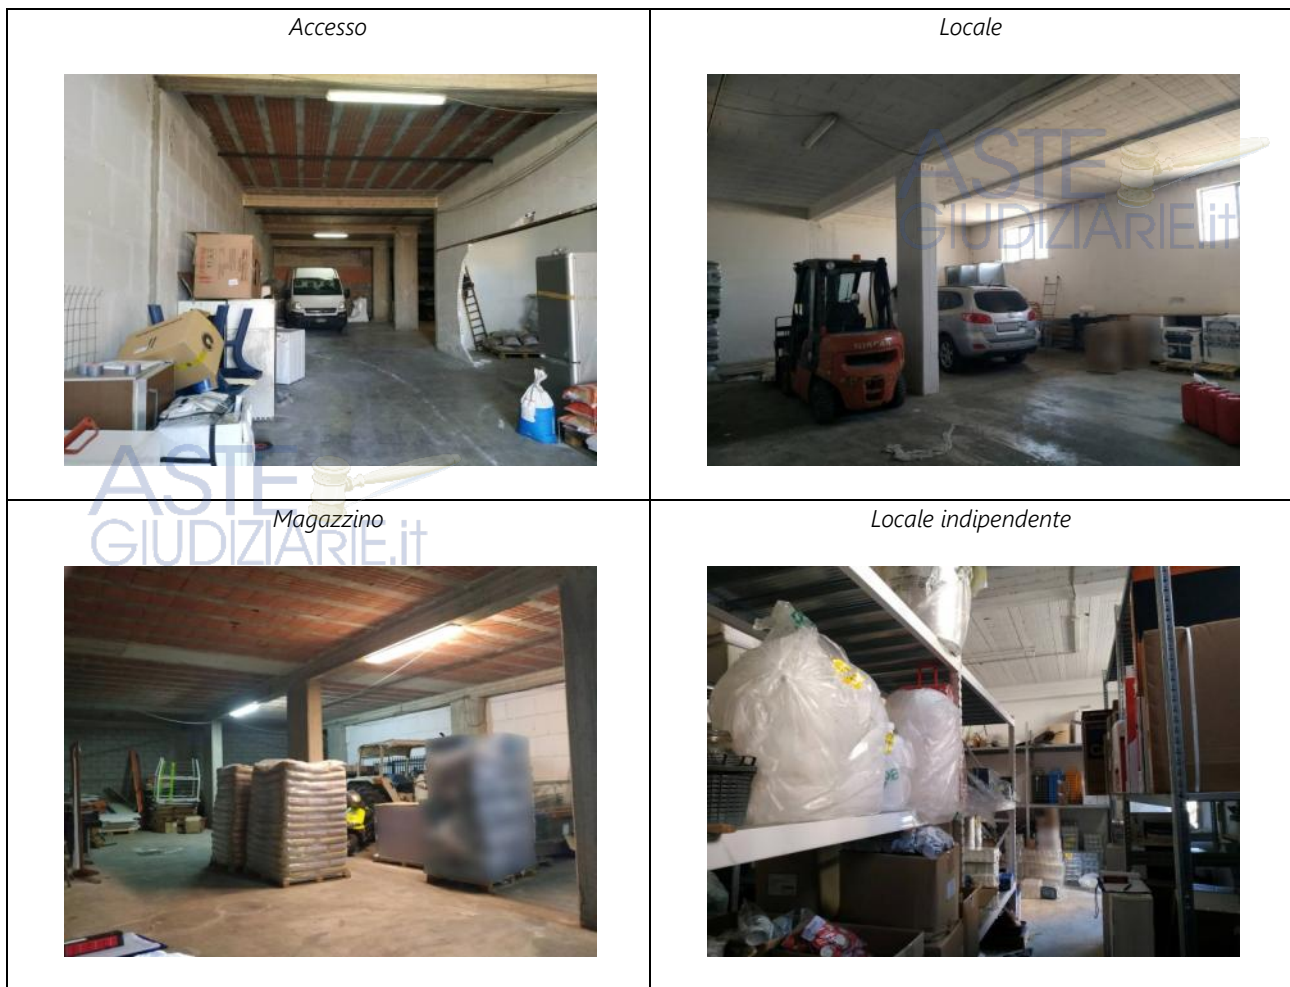 Accesso
Locale
ASTE
GIUDIZIARIE.it
ASTE
GIUDIZIARIE.it
Magazzino
Locale indipendente